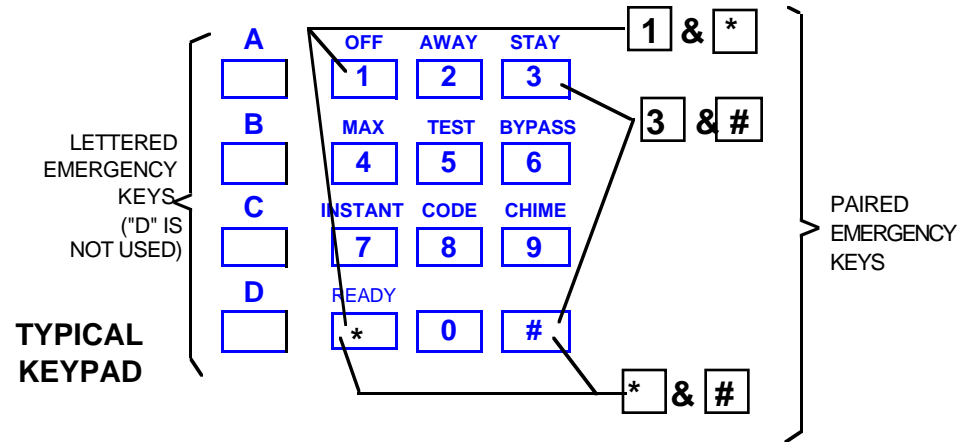 LETTERED
EMERGENCY
KEYS
("D" IS
NOT USED)
TYPICAL
KEYPAD
A
B
C
D
OFF AWAY STAY
1 2 3
MAX TEST BYPASS
4 5 6
INSTANT CODE CHIME
7 8 9
READY
* 0 #
1 & *
3 & #
* & #
PAIRED
EMERGENCY
KEYS